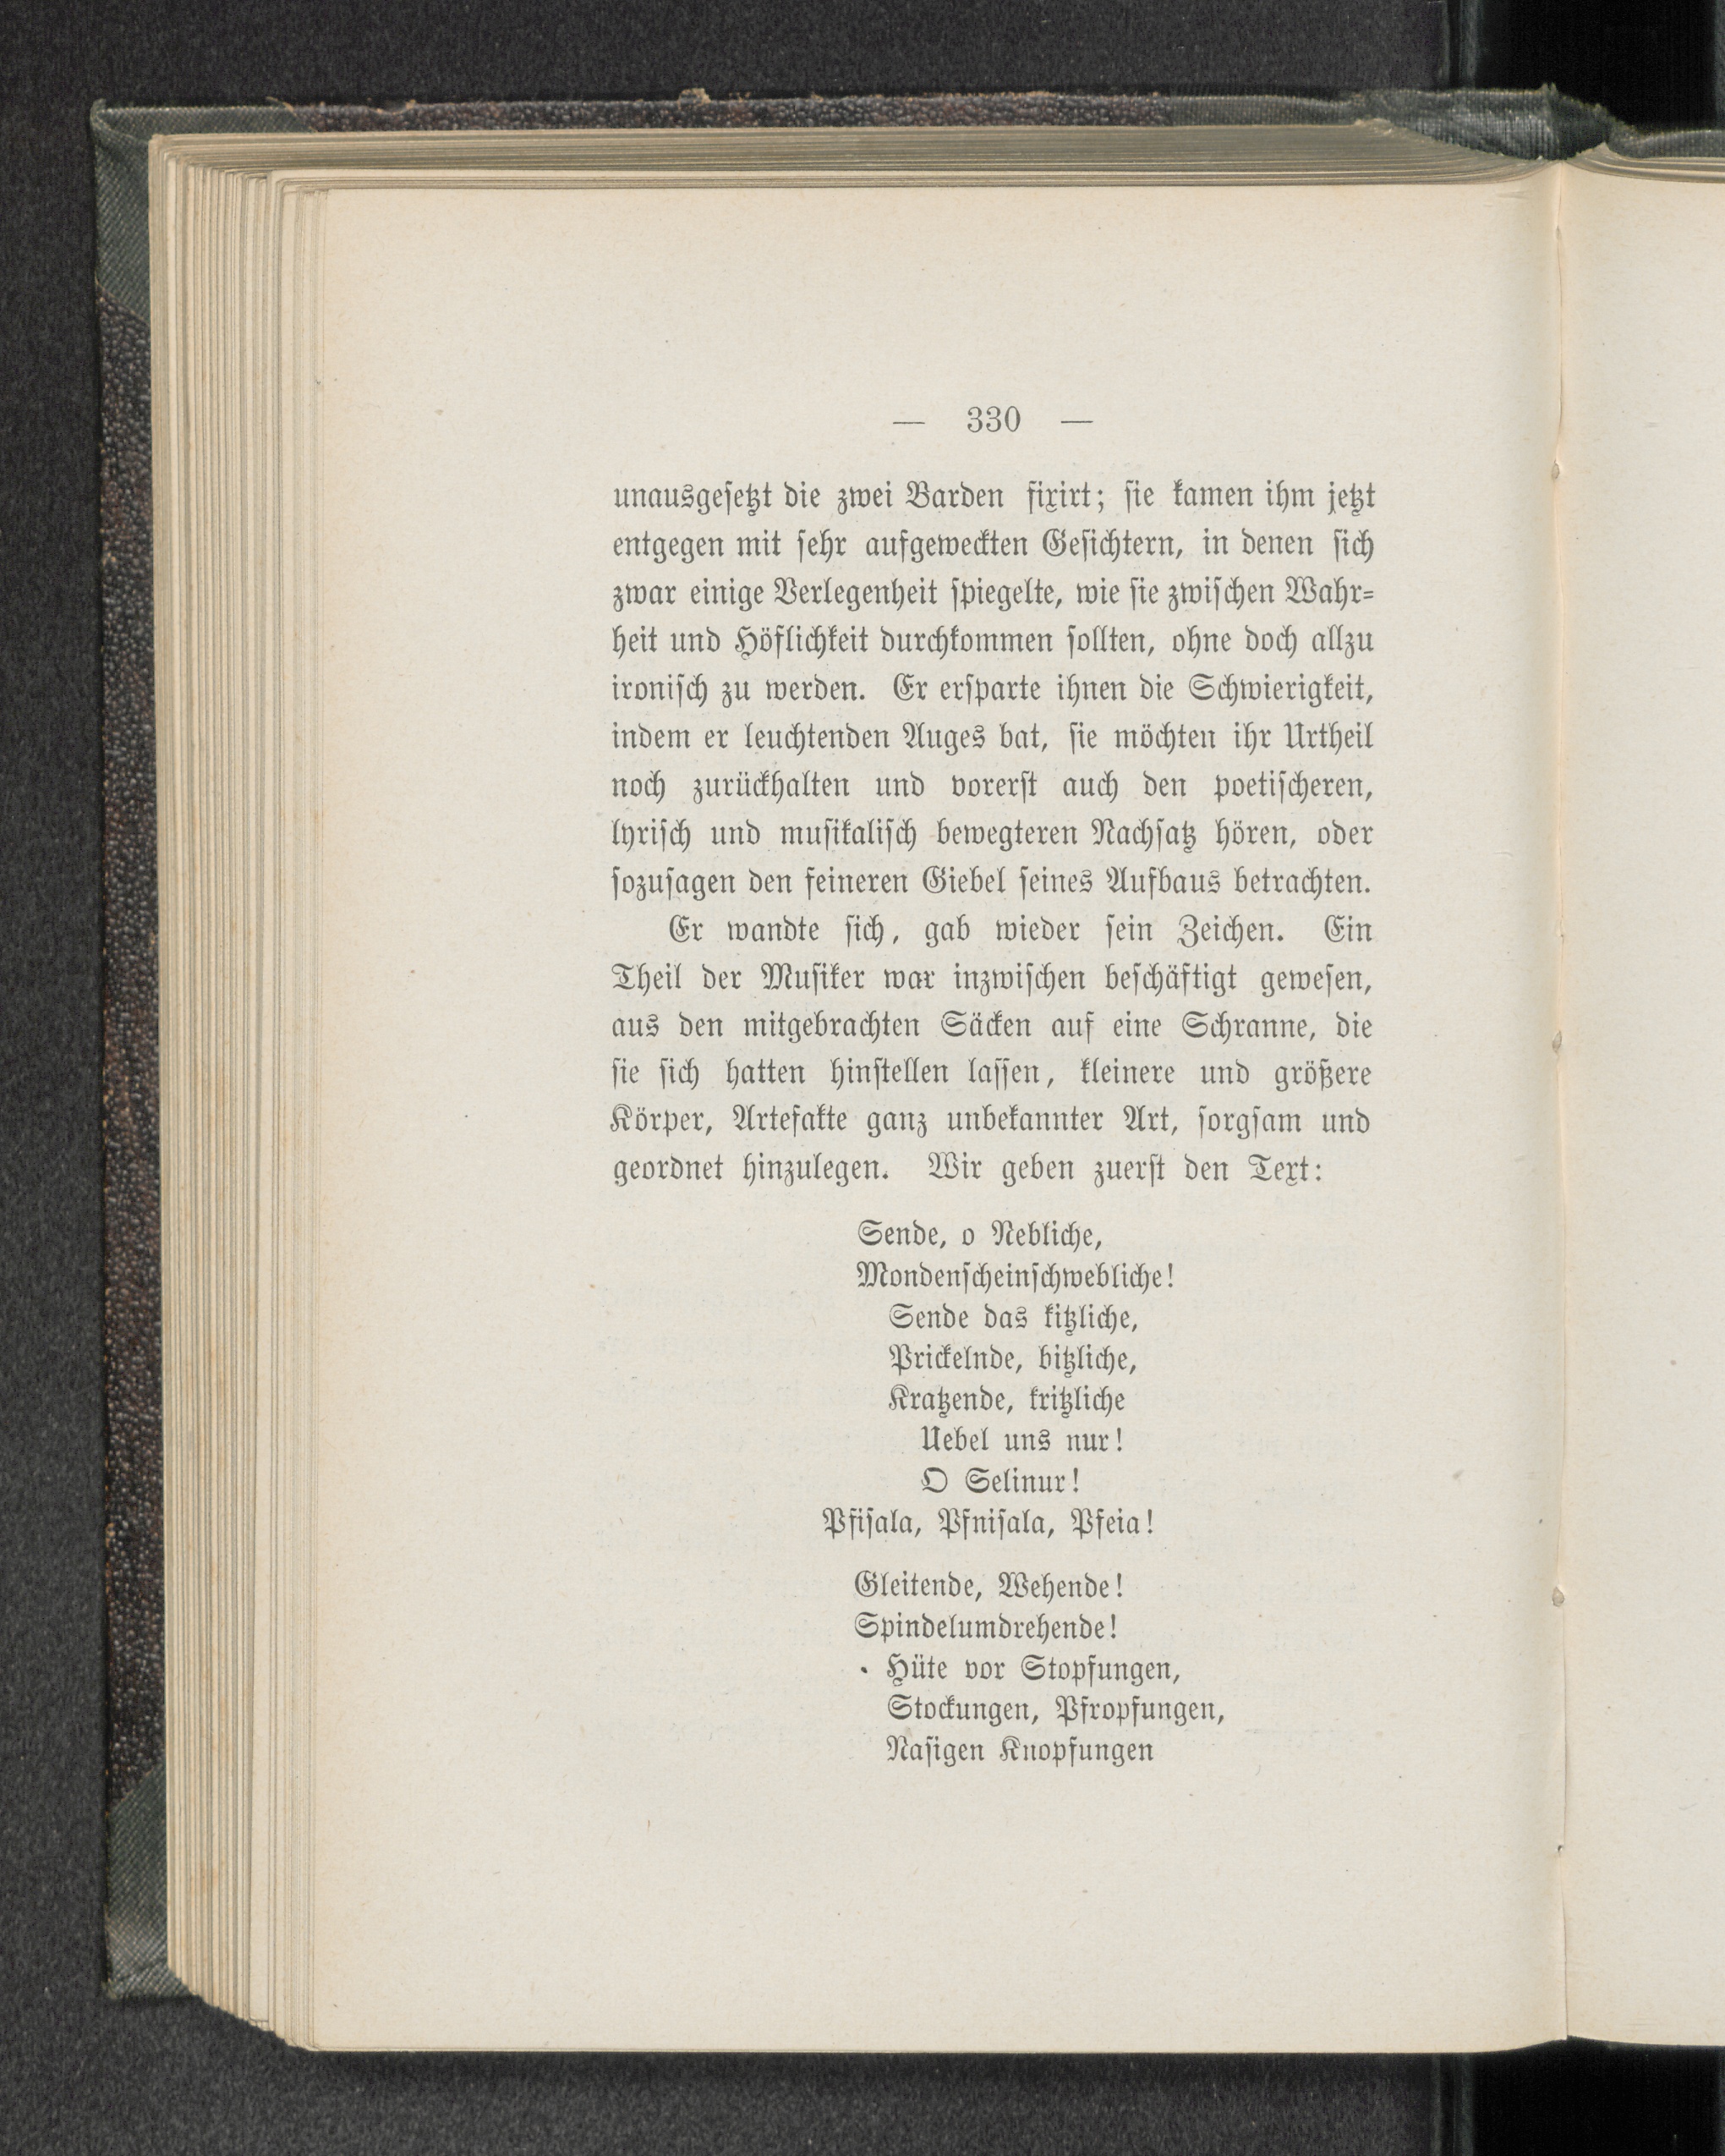 — 330 —
unausgesetzt die zwei Barden fixirt; sie kamen ihm jetzt
entgegen mit sehr aufgeweckten Gesichtern, in denen sich
zwar einige Verlegenheit spiegelte, wie sie zwischen Wahr-
heit und Höflichkeit durchkommen sollten, ohne doch allzu
ironisch zu werden. Er ersparte ihnen die Schwierigkeit,
indem er leuchtenden Auges bat, sie möchten ihr Urtheil
noch zurückhalten und vorerst auch den poetischeren,
lyrisch und musikalisch bewegteren Nachsatz hören, oder
sozusagen den feineren Giebel seines Aufbaus betrachten.
Er wandte sich, gab wieder sein Zeichen. Ein
Theil der Musiker war inzwischen beschäftigt gewesen,
aus den mitgebrachten Säcken auf eine Schranne, die
sie sich hatten hinstellen lassen, kleinere und größere
Körper, Artefakte ganz unbekannter Art, sorgsam und
geordnet hinzulegen. Wir geben zuerst den Text:
Sende, o Nebliche,
Mondenscheinschwebliche!
Sende das kitzliche,
Prickelnde, bitzliche,
Kratzende, kritzliche
Uebel uns nur!
O Selinur!
Pfisala, Pfnisala, Pfeia!
Gleitende, Wehende!
Spindelumdrehende!
Hüte vor Stopfungen,
Stockungen, Pfropfungen,
Nasigen Knopfungen